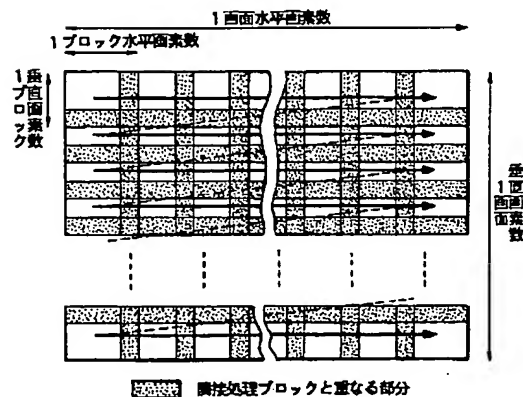 1画面水平画素数
1ブロック水平画素数
1ブロック
垂直画素数
1画面
垂直画素数
隣接処理ブロックと重なる部分